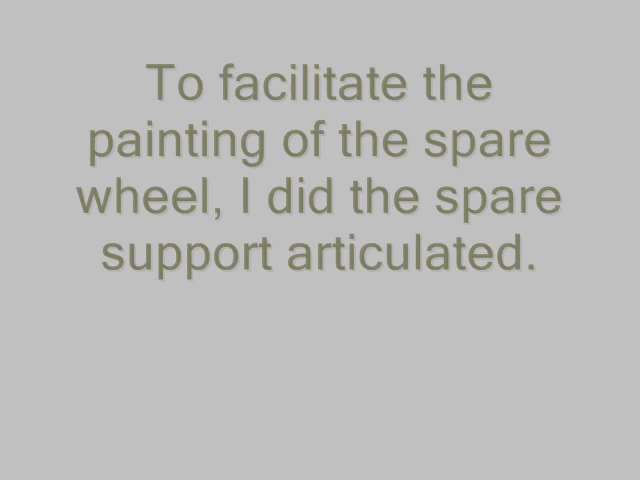 To facilitate the
painting of the spare
wheel, I did the spare
support articulated.